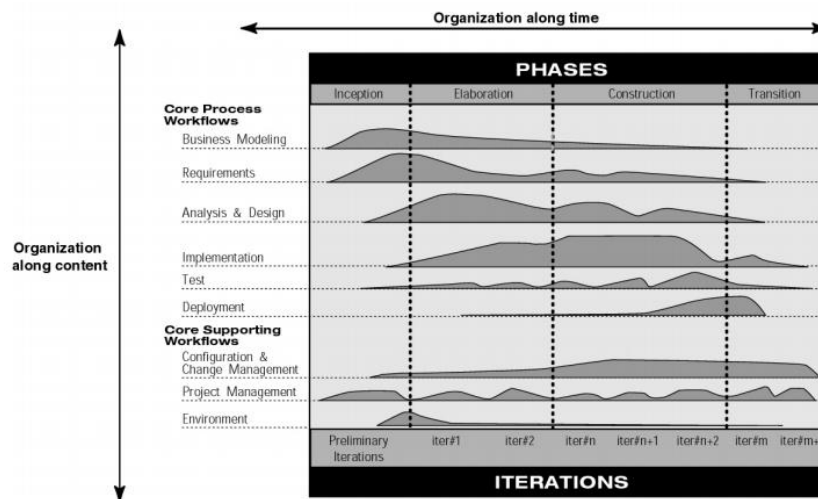 Organization along time
PHASES
Inception Elaboration Construction Transition
Core Process
Workflows
Business Modeling
Requirements
Analysis & Design
Organization
along content
Implementation
Test
Deployment
Core Supporting
Workflows
Configuration &
Change Management
Project Management
Environment
Preliminary
Iterations
iter#1 iter#2 iter#n iter#n+1 iter#n+2 iter#m iter#m+
ITERATIONS